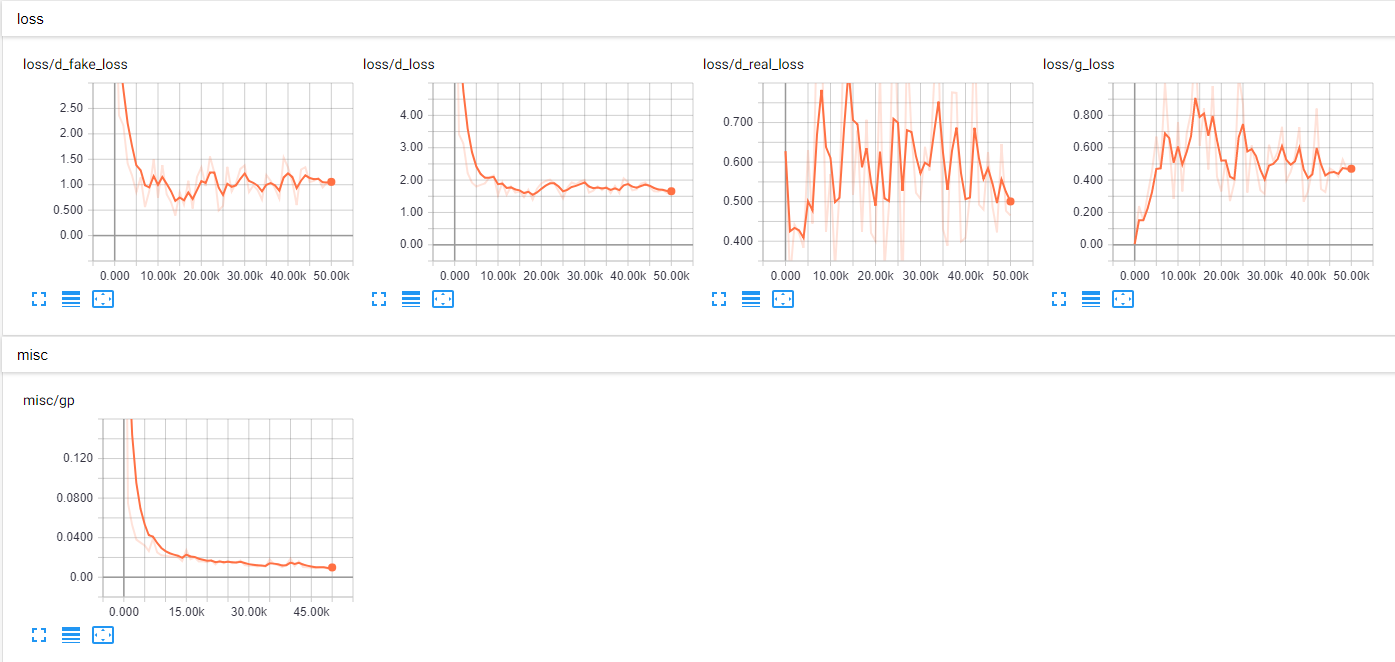 loss
loss/d_fake_loss loss/d_loss loss/d_real_loss loss/g_loss
2.50
2.00
1.50
1.00
0.500
0.00
0.000 10.00k 20.00k 30.00k 40.00k 50.00k
4.00
3.00
2.00
1.00
0.00
0.000 10.00k 20.00k 30.00k 40.00k 50.00k
0.700
0.600
0.500
0.400
0.000 10.00k 20.00k 30.00k 40.00k 50.00k
0.800
0.600
0.400
0.200
0.00
0.000 10.00k 20.00k 30.00k 40.00k 50.00k
misc
misc/gp
0.120
0.0800
0.0400
0.00
0.000 15.00k 30.00k 45.00k